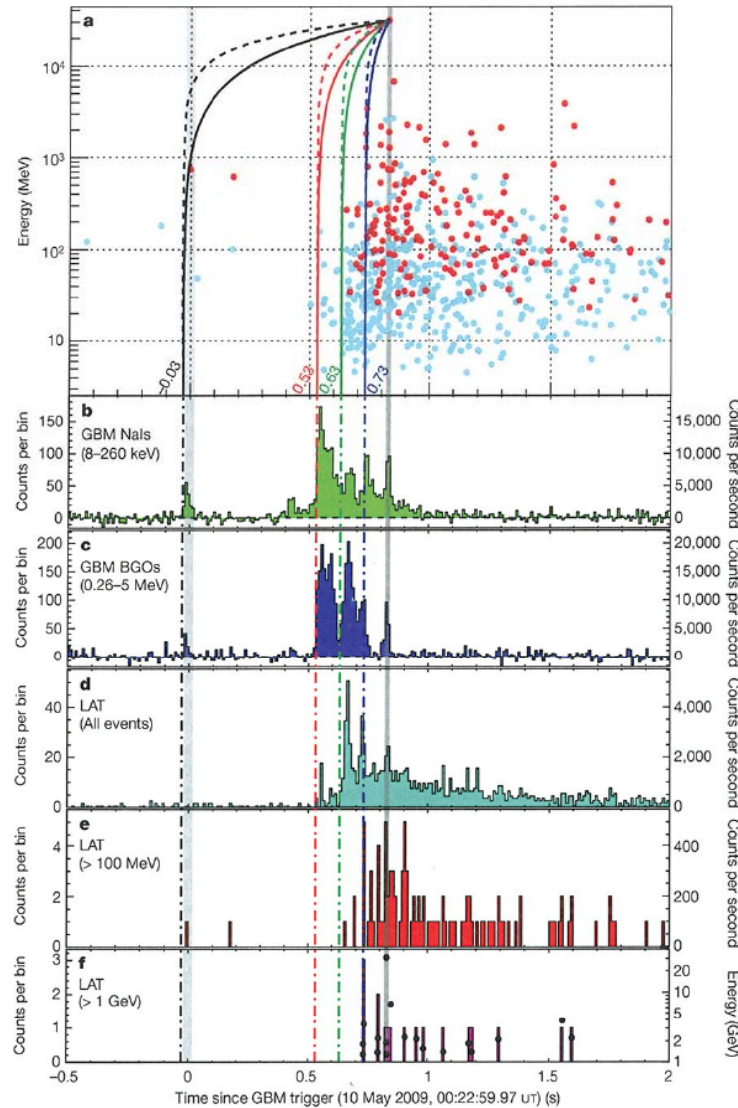 a
10⁴
10³
10²
10
Energy (MeV)
−0.03
0.53
0.63
0.73
b
GBM NaIs
(8–260 keV)
150
100
50
0
Counts per bin
15,000
10,000
5,000
0
Counts per second
c
GBM BGOs
(0.26–5 MeV)
200
150
100
50
0
Counts per bin
20,000
15,000
10,000
5,000
0
Counts per second
d
LAT
(All events)
40
20
0
Counts per bin
4,000
2,000
0
Counts per second
e
LAT
(> 100 MeV)
4
2
0
Counts per bin
400
200
0
Counts per second
f
LAT
(> 1 GeV)
3
2
1
0
Counts per bin
30
10
5
3
2
1
Energy (GeV)
−0.5
0
0.5
1
1.5
2
Time since GBM trigger (10 May 2009, 00:22:59.97 UT) (s)